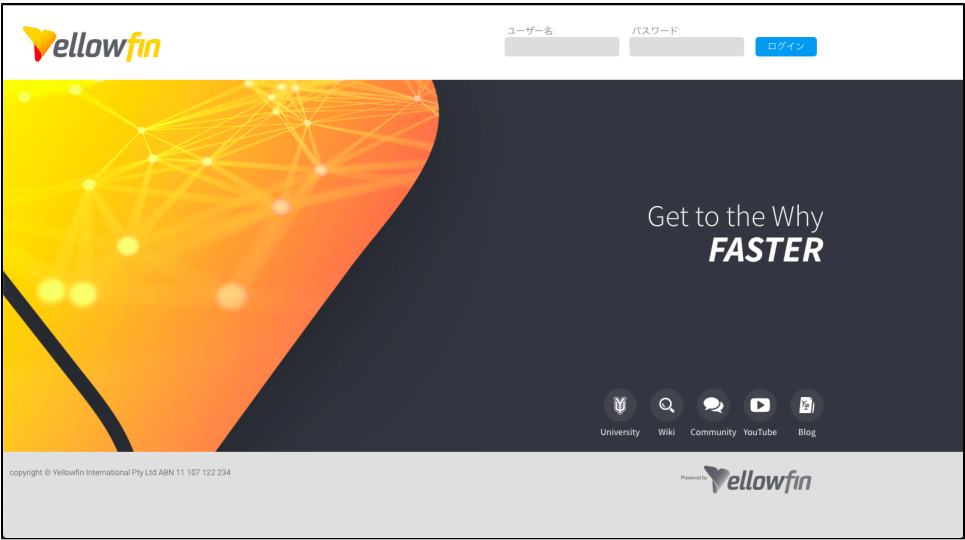 Yellowfin
ユーザー名:
パスワード:
ログイン
Get to the Why
FASTER
University
Wiki
Community
YouTube
Blog
copyright © Yellowfin International Pty Ltd ABN 11 107 122 234
Powered by Yellowfin